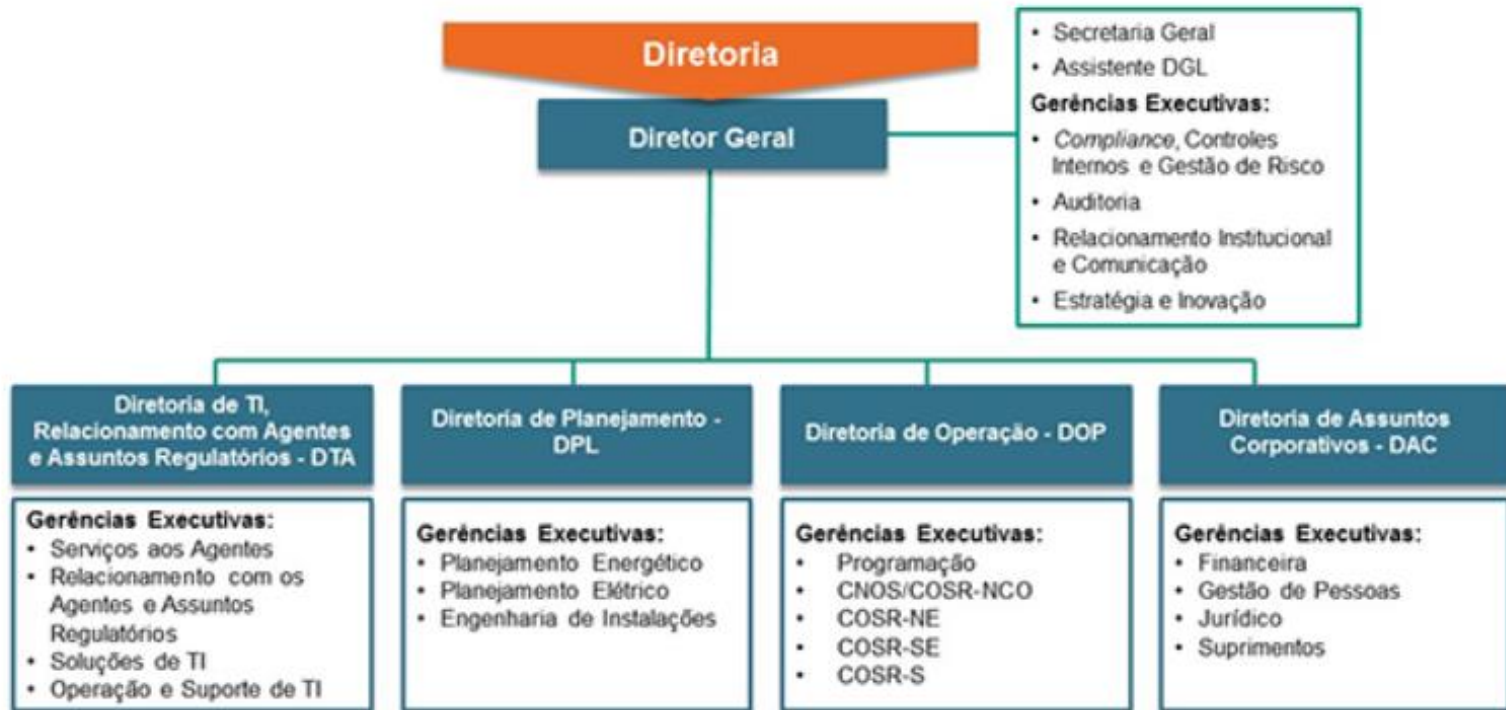 Diretoria
Diretor Geral
• Secretaria Geral
• Assistente DGL
Gerências Executivas:
• Compliance, Controles
Internos e Gestão de Risco
• Auditoria
• Relacionamento Institucional
e Comunicação
• Estratégia e Inovação
Diretoria de TI,
Relacionamento com Agentes
e Assuntos Regulatórios - DTA
Gerências Executivas:
• Serviços aos Agentes
• Relacionamento com os
Agentes e Assuntos
Regulatórios
• Soluções de TI
• Operação e Suporte de TI
Diretoria de Planejamento -
DPL
Gerências Executivas:
• Planejamento Energético
• Planejamento Elétrico
• Engenharia de Instalações
Diretoria de Operação - DOP
Gerências Executivas:
• Programação
• CNOS/COSR-NCO
• COSR-NE
• COSR-SE
• COSR-S
Diretoria de Assuntos
Corporativos - DAC
Gerências Executivas:
• Financeira
• Gestão de Pessoas
• Jurídico
• Suprimentos